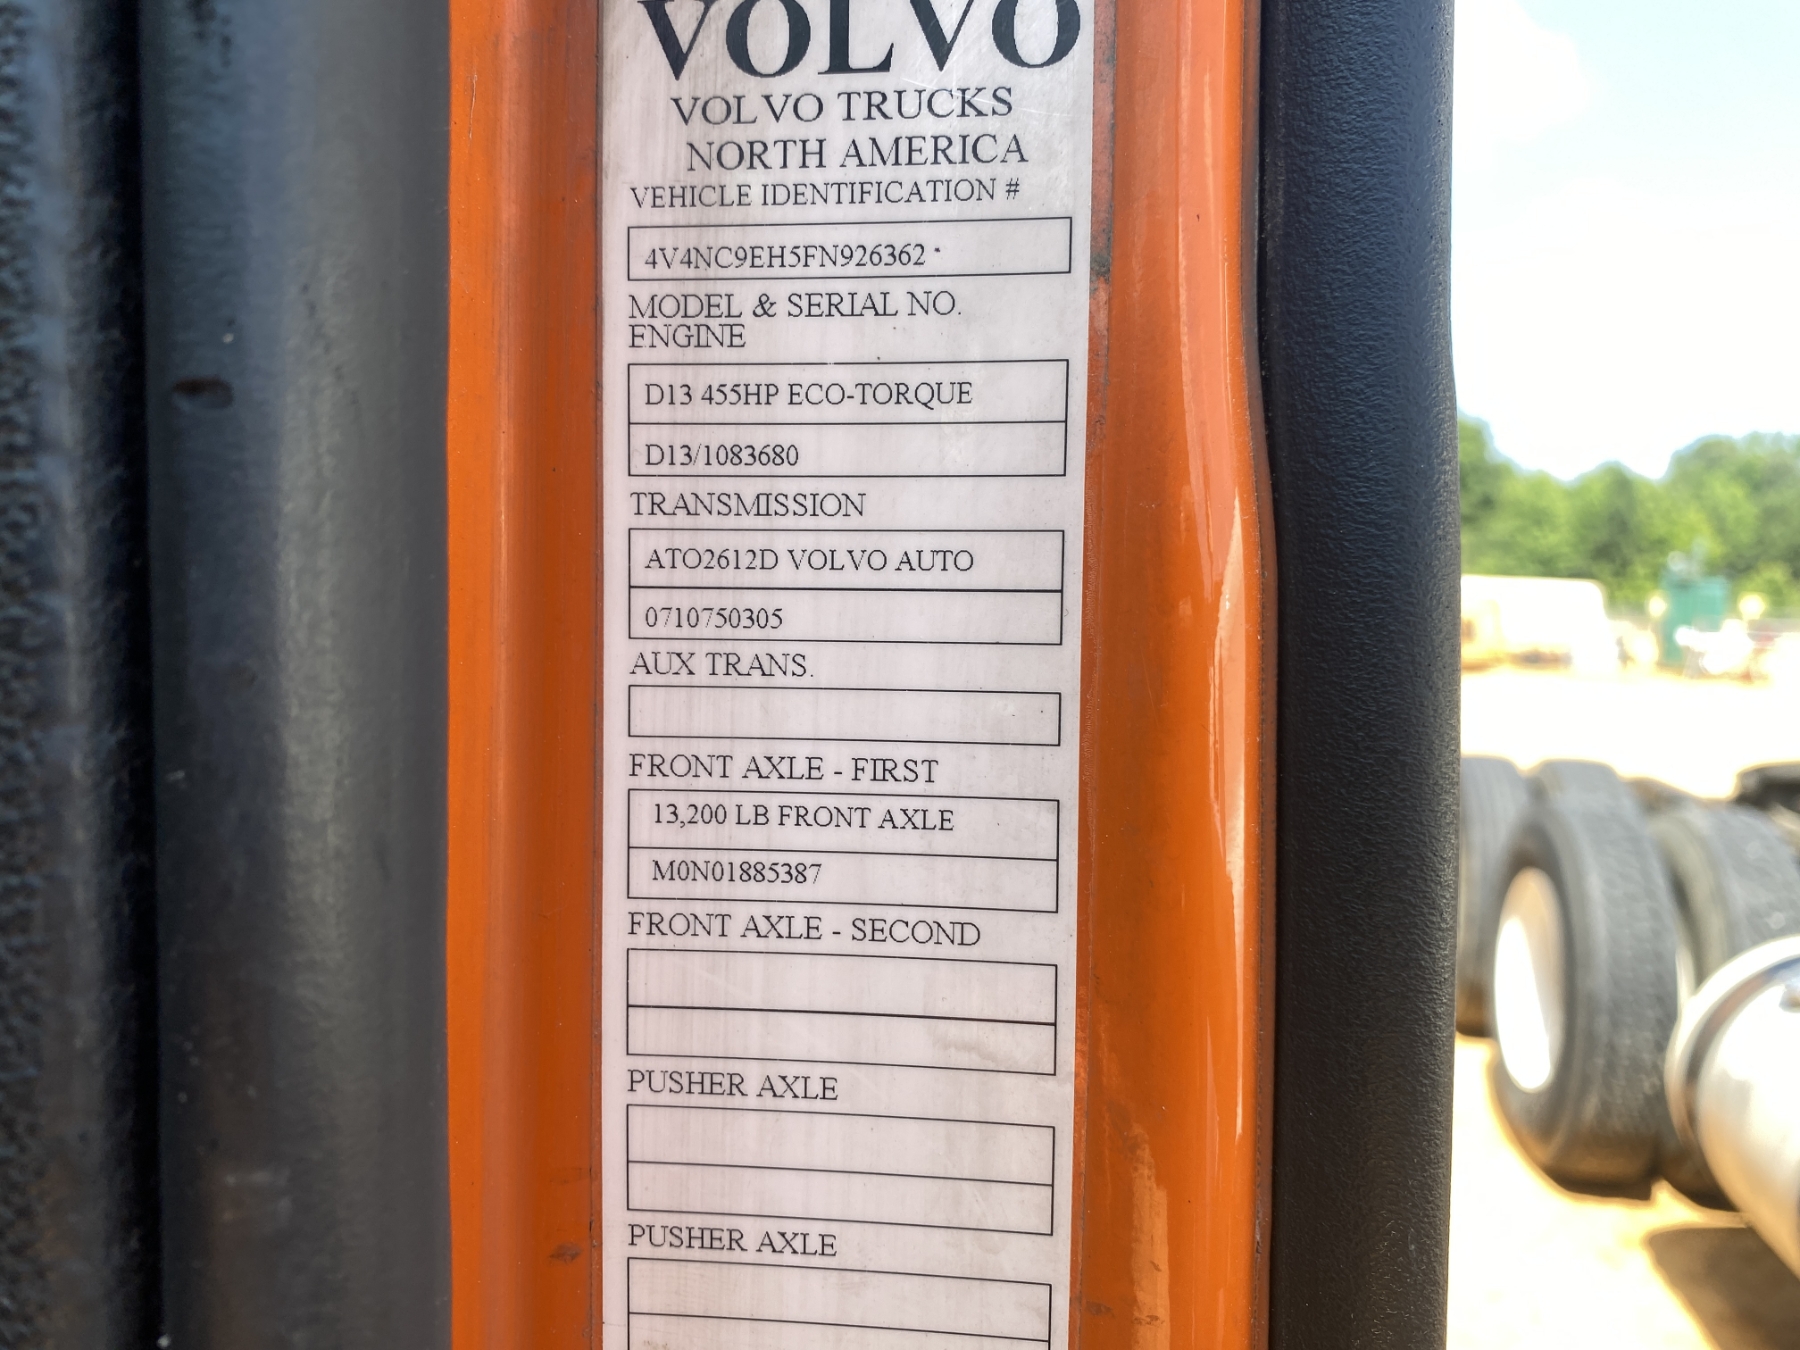 VOLVO
VOLVO TRUCKS
NORTH AMERICA
VEHICLE IDENTIFICATION #
4V4NC9EH5FN926362
MODEL & SERIAL NO.
ENGINE
D13 455HP ECO-TORQUE
D13/1083680
TRANSMISSION
ATO2612D VOLVO AUTO
0710750305
AUX TRANS.
FRONT AXLE - FIRST
13,200 LB FRONT AXLE
M0N01885387
FRONT AXLE - SECOND
PUSHER AXLE
PUSHER AXLE